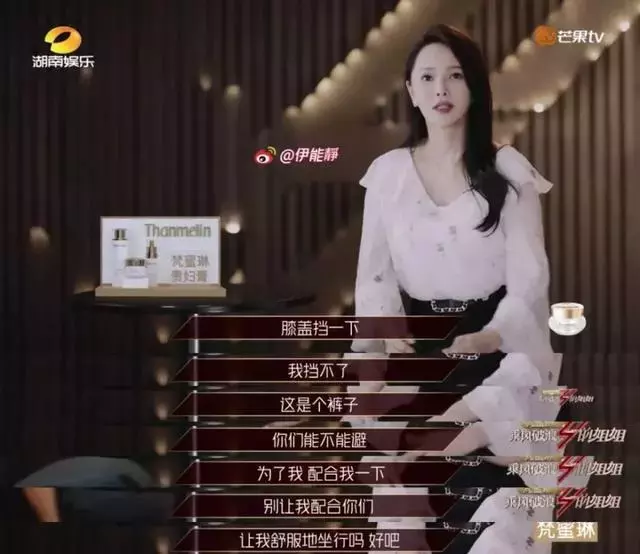 湖南娱乐
芒果tv
@伊能靜
Thanmelin
梵蜜琳
贵妇膏
膝盖挡一下
我挡不了
这是个裤子
你们能不能避
乘风破浪的姐姐
为了我 配合我一下
乘风破浪的姐姐
别让我配合你们
乘风破浪的姐姐
让我舒服地坐行吗 好吧
梵蜜琳